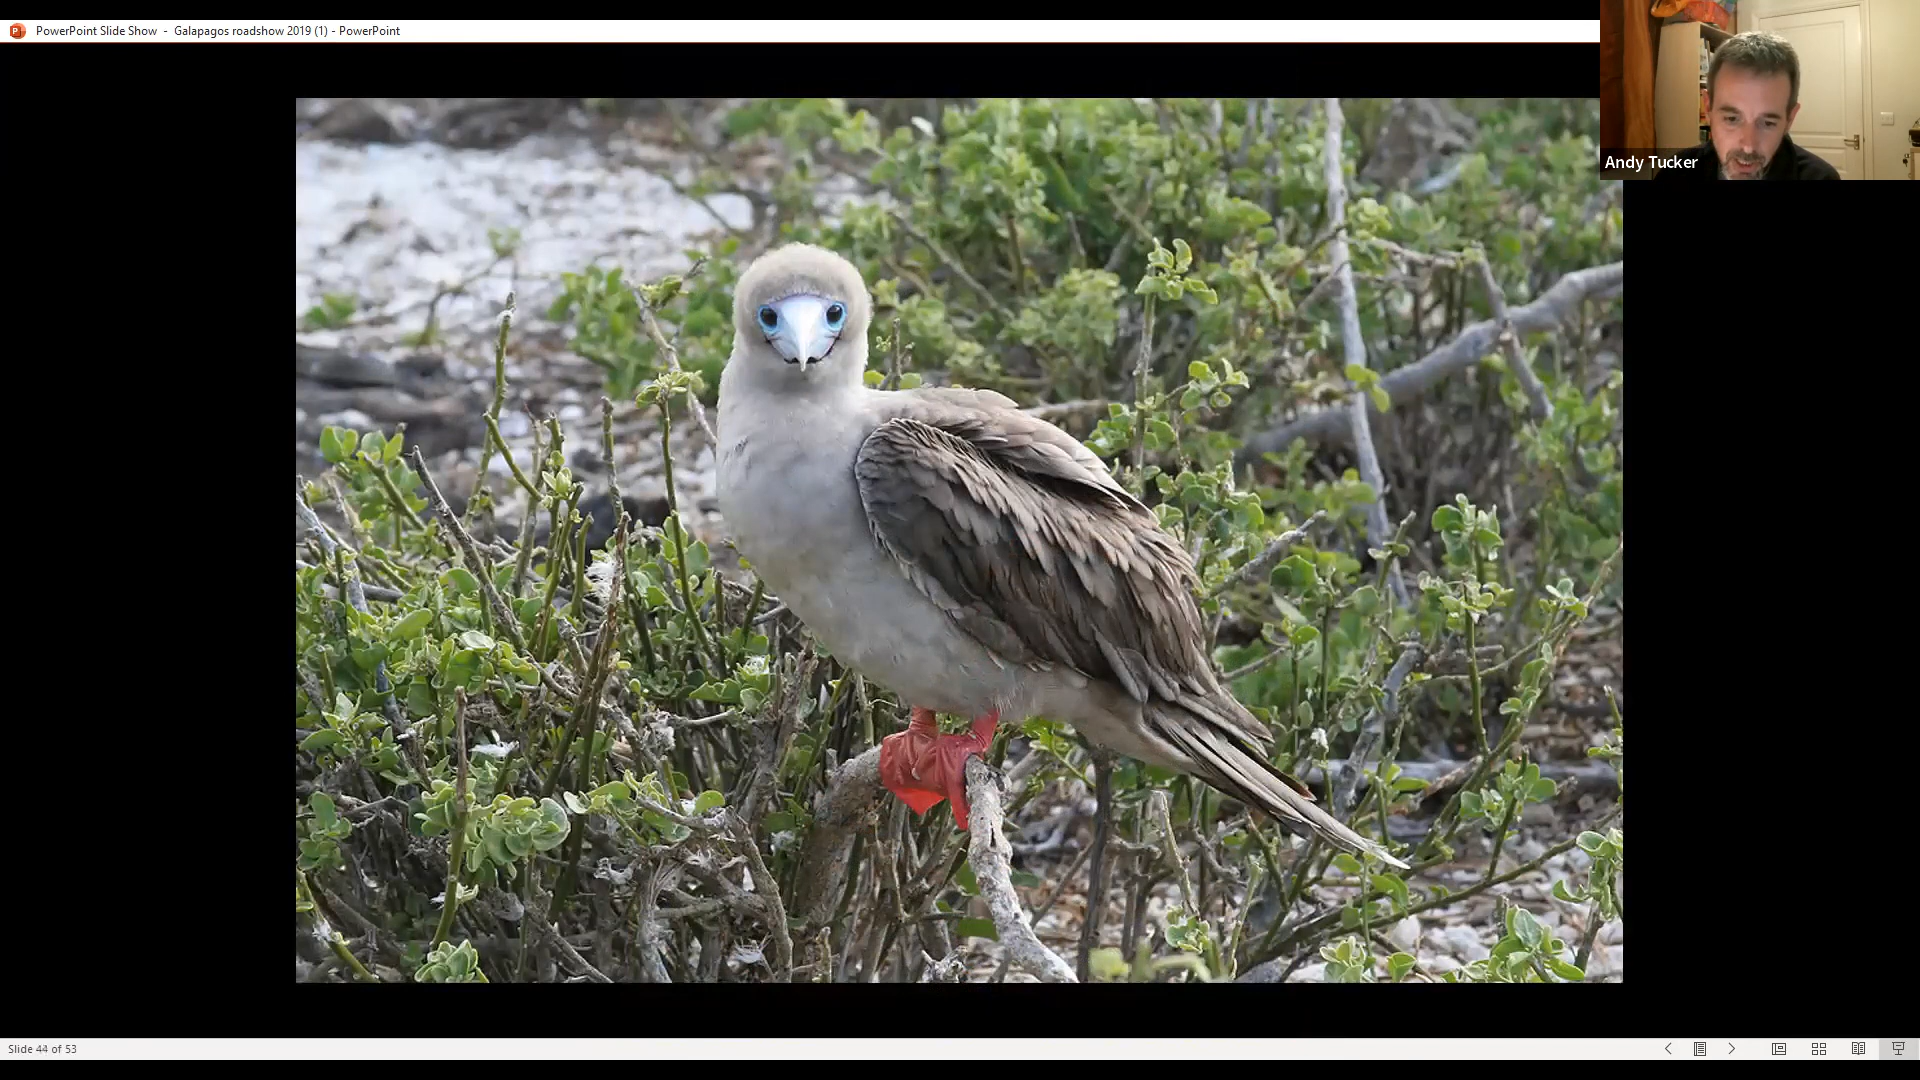 PowerPoint Slide Show - Galapagos roadshow 2019 (1) - PowerPoint
Andy Tucker
Slide 44 of 53